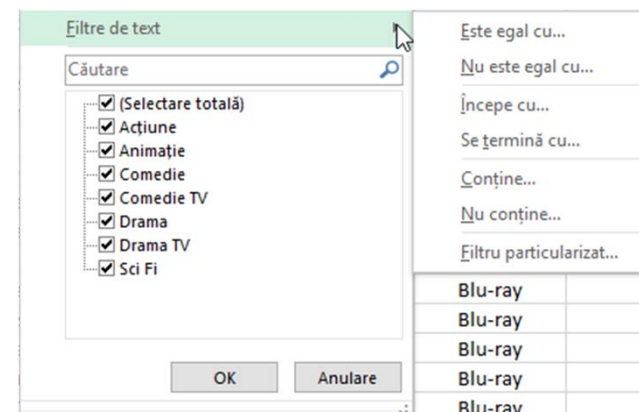 Filtre de text
Căutare
(Selectare totală)
Acțiune
Animație
Comedie
Comedie TV
Drama
Drama TV
Sci Fi
OK Anulare
Este egal cu...
Nu este egal cu...
Începe cu...
Se termină cu...
Conține...
Nu conține...
Filtru particularizat...
Blu-ray
Blu-ray
Blu-ray
Blu-ray
Blu-ray